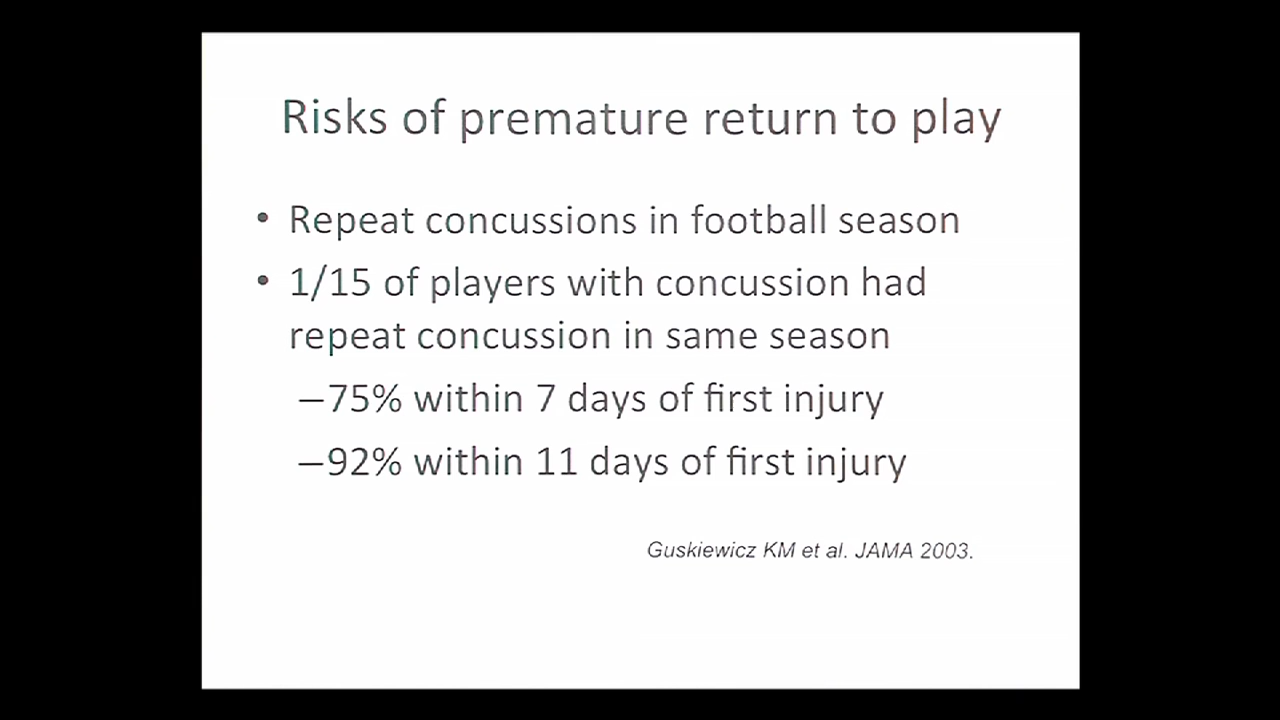 Risks of premature return to play
• Repeat concussions in football season
• 1/15 of players with concussion had
repeat concussion in same season
–75% within 7 days of first injury
–92% within 11 days of first injury
Guskiewicz KM et al. JAMA 2003.